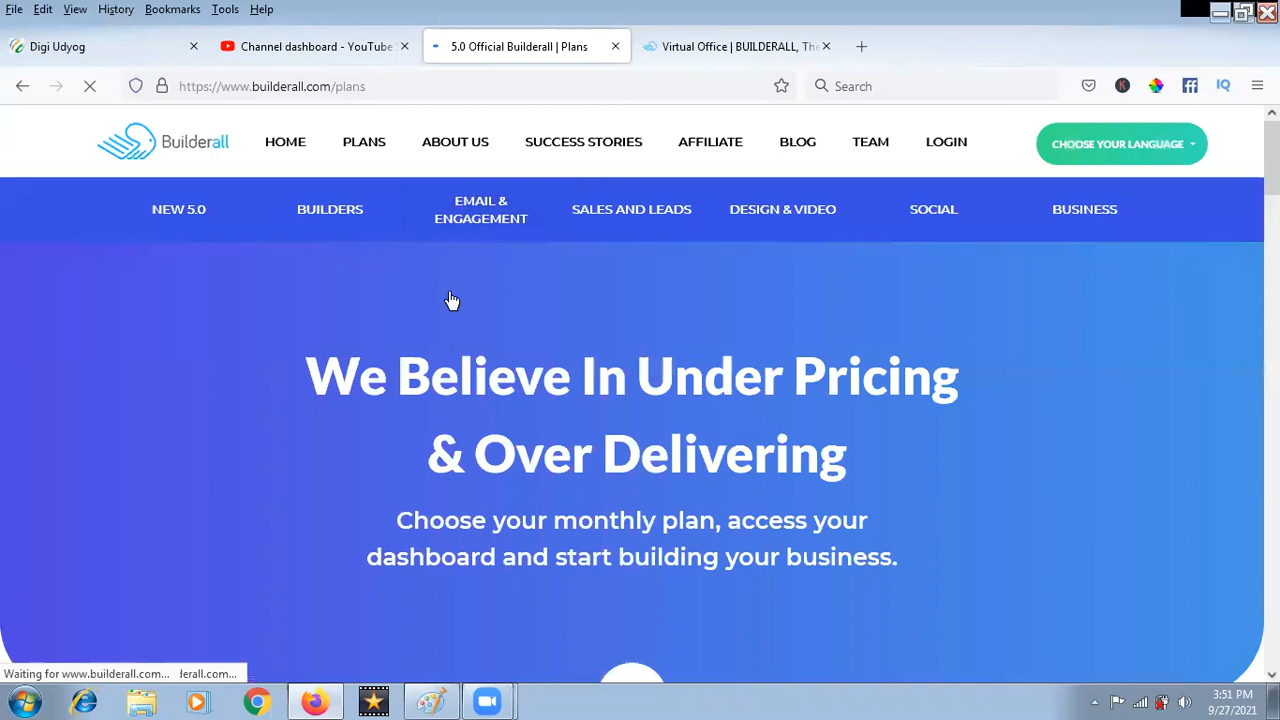 File Edit View History Bookmarks Tools Help
Digi Udyog
Channel dashboard - YouTube
5.0 Official Builderall | Plans
Virtual Office | BUILDERALL, The
https://www.builderall.com/plans
Search
Builderall
HOME
PLANS
ABOUT US
SUCCESS STORIES
AFFILIATE
BLOG
TEAM
LOGIN
CHOOSE YOUR LANGUAGE
NEW 5.0
BUILDERS
EMAIL &
ENGAGEMENT
SALES AND LEADS
DESIGN & VIDEO
SOCIAL
BUSINESS
We Believe In Under Pricing
& Over Delivering
Choose your monthly plan, access your
dashboard and start building your business.
Waiting for www.builderall.com... lerall.com...
3:51 PM
9/27/2021